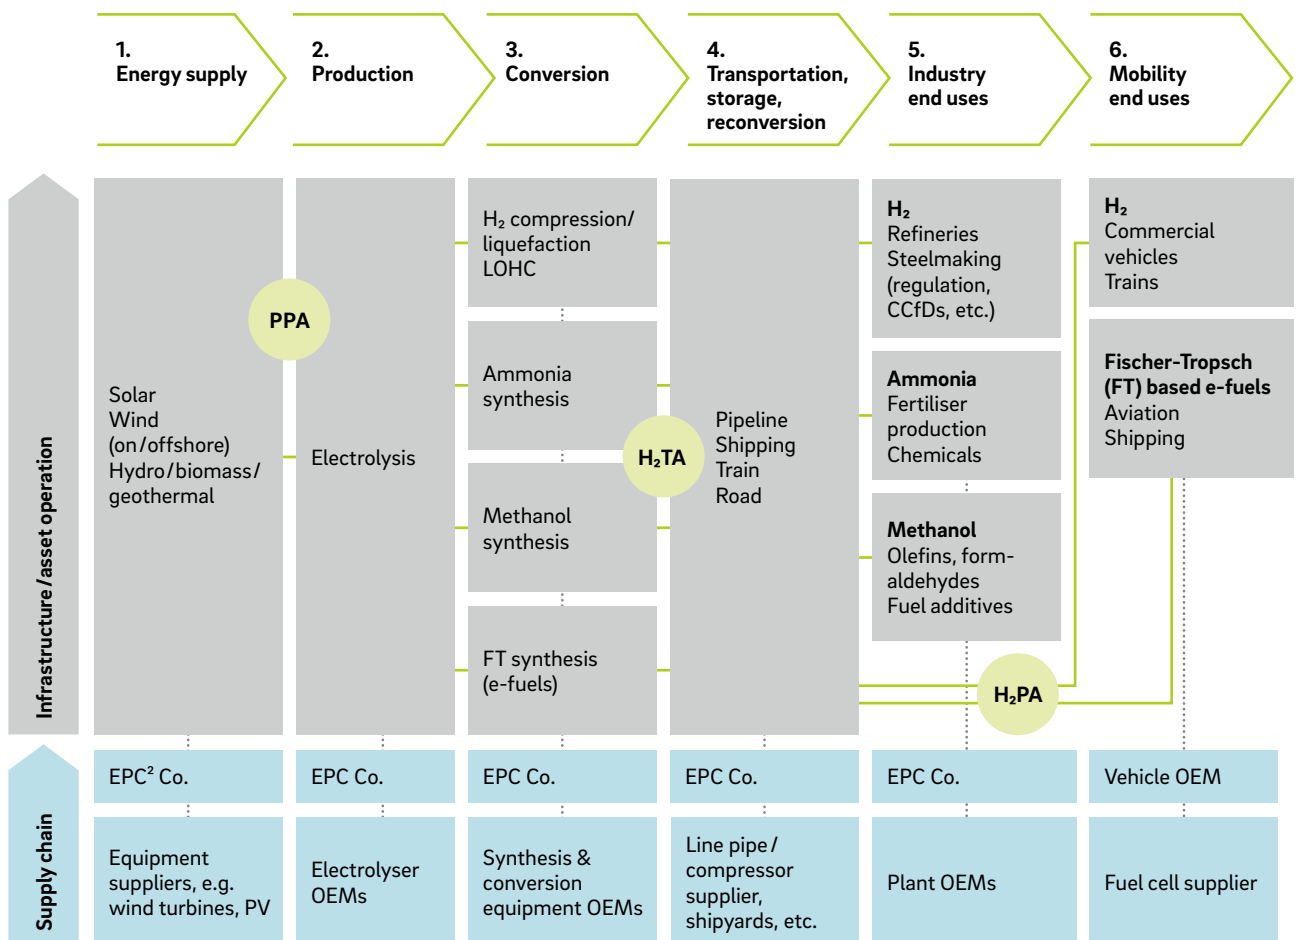 1.
Energy supply
2.
Production
3.
Conversion
4.
Transportation,
storage,
reconversion
5.
Industry
end uses
6.
Mobility
end uses
Infrastructure/asset operation
Solar
Wind
(on/offshore)
Hydro/biomass/
geothermal
PPA
Electrolysis
H₂ compression/
liquefaction
LOHC
Ammonia
synthesis
Methanol
synthesis
FT synthesis
(e-fuels)
H₂TA
Pipeline
Shipping
Train
Road
H₂
Refineries
Steelmaking
(regulation,
CCfDs, etc.)
Ammonia
Fertiliser
production
Chemicals
Methanol
Olefins, form-
aldehydes
Fuel additives
H₂PA
H₂
Commercial
vehicles
Trains
Fischer-Tropsch
(FT) based e-fuels
Aviation
Shipping
Supply chain
EPC² Co.
EPC Co.
EPC Co.
EPC Co.
EPC Co.
Vehicle OEM
Equipment
suppliers, e.g.
wind turbines, PV
Electrolyser
OEMs
Synthesis &
conversion
equipment OEMs
Line pipe/
compressor
supplier,
shipyards, etc.
Plant OEMs
Fuel cell supplier